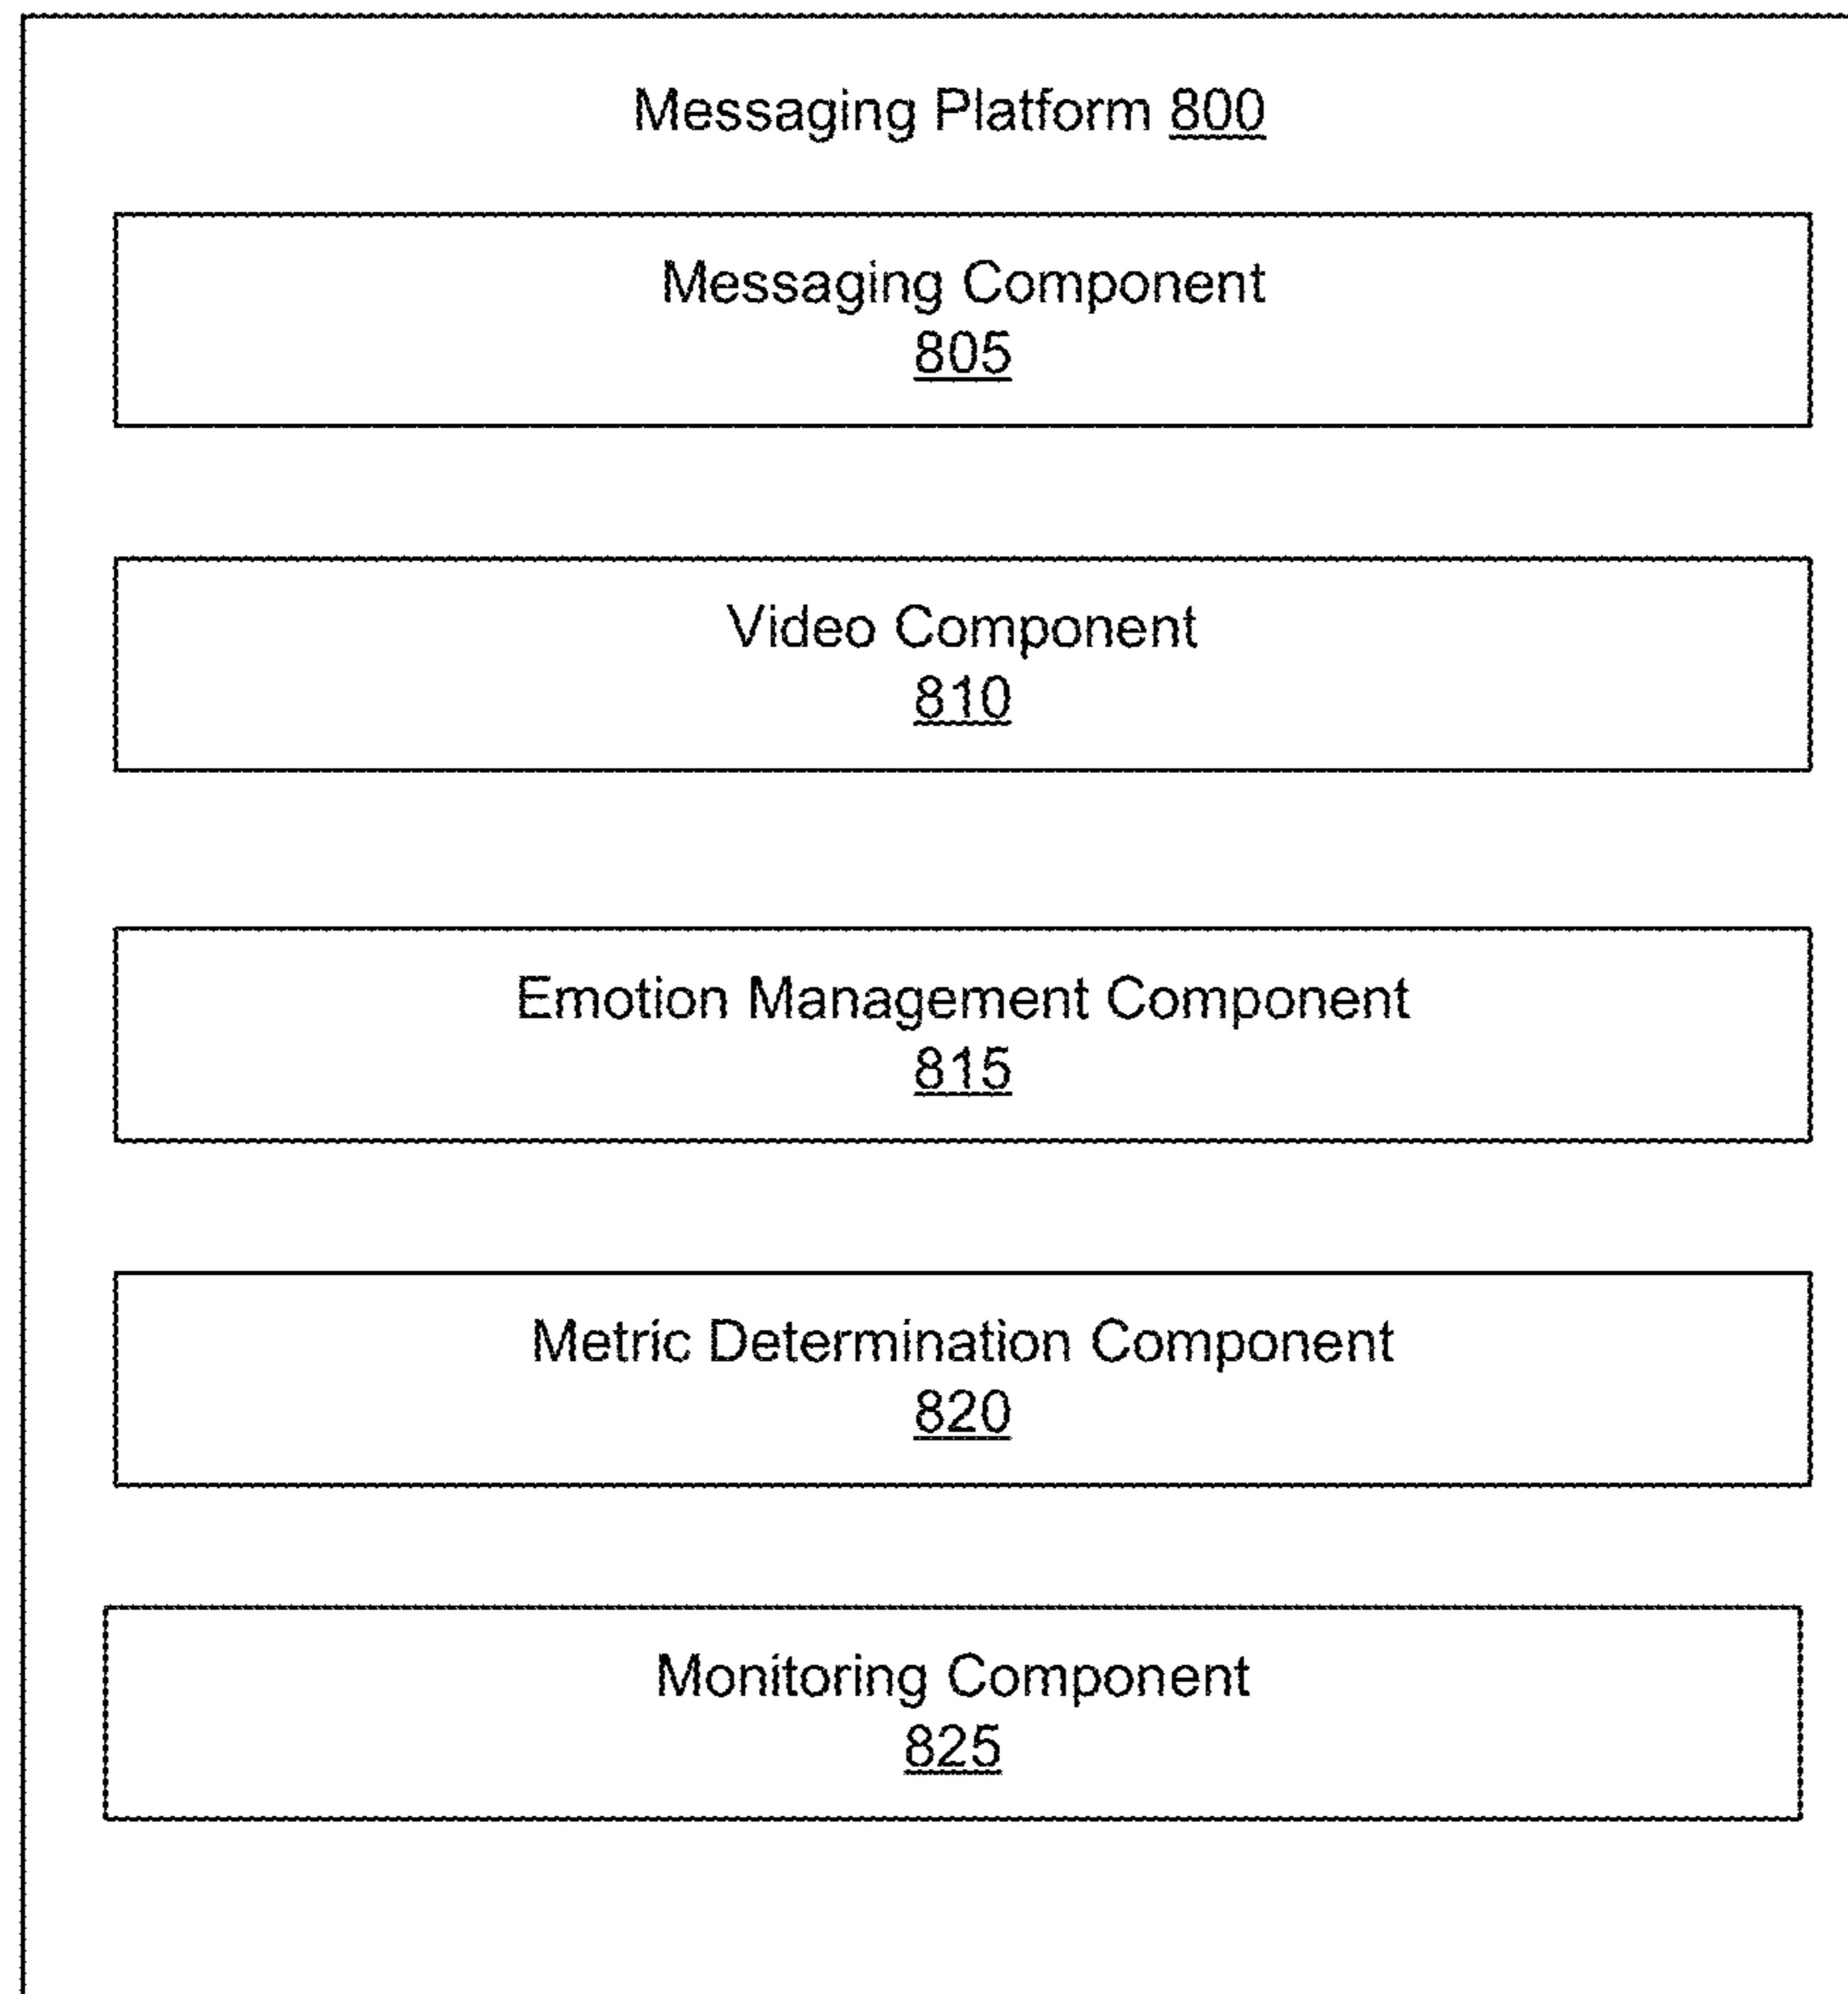 Messaging Platform 800
Messaging Component
805
Video Component
810
Emotion Management Component
815
Metric Determination Component
820
Monitoring Component
825